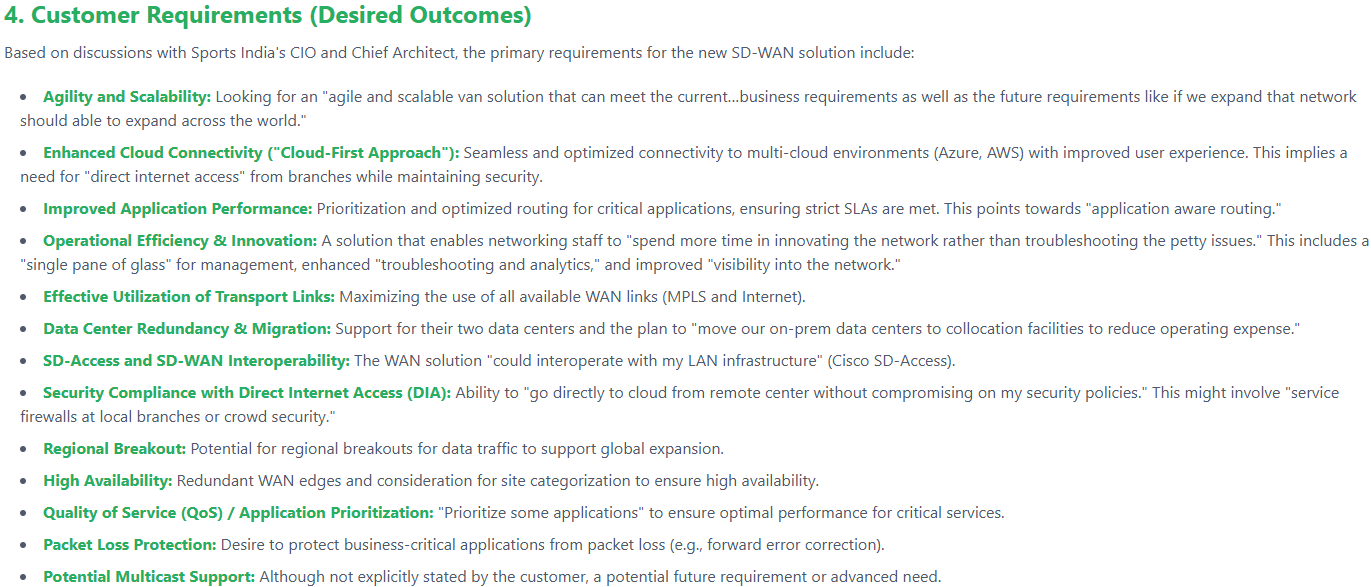 4. Customer Requirements (Desired Outcomes)
Based on discussions with Sports India's CIO and Chief Architect, the primary requirements for the new SD-WAN solution include:
• Agility and Scalability: Looking for an "agile and scalable van solution that can meet the current...business requirements as well as the future requirements like if we expand that network
should able to expand across the world."
• Enhanced Cloud Connectivity ("Cloud-First Approach"): Seamless and optimized connectivity to multi-cloud environments (Azure, AWS) with improved user experience. This implies a
need for "direct internet access" from branches while maintaining security.
• Improved Application Performance: Prioritization and optimized routing for critical applications, ensuring strict SLAs are met. This points towards "application aware routing."
• Operational Efficiency & Innovation: A solution that enables networking staff to "spend more time in innovating the network rather than troubleshooting the petty issues." This includes a
"single pane of glass" for management, enhanced "troubleshooting and analytics," and improved "visibility into the network."
• Effective Utilization of Transport Links: Maximizing the use of all available WAN links (MPLS and Internet).
• Data Center Redundancy & Migration: Support for their two data centers and the plan to "move our on-prem data centers to collocation facilities to reduce operating expense."
• SD-Access and SD-WAN Interoperability: The WAN solution "could interoperate with my LAN infrastructure" (Cisco SD-Access).
• Security Compliance with Direct Internet Access (DIA): Ability to "go directly to cloud from remote center without compromising on my security policies." This might involve "service
firewalls at local branches or crowd security."
• Regional Breakout: Potential for regional breakouts for data traffic to support global expansion.
• High Availability: Redundant WAN edges and consideration for site categorization to ensure high availability.
• Quality of Service (QoS) / Application Prioritization: "Prioritize some applications" to ensure optimal performance for critical services.
• Packet Loss Protection: Desire to protect business-critical applications from packet loss (e.g., forward error correction).
• Potential Multicast Support: Although not explicitly stated by the customer, a potential future requirement or advanced need.